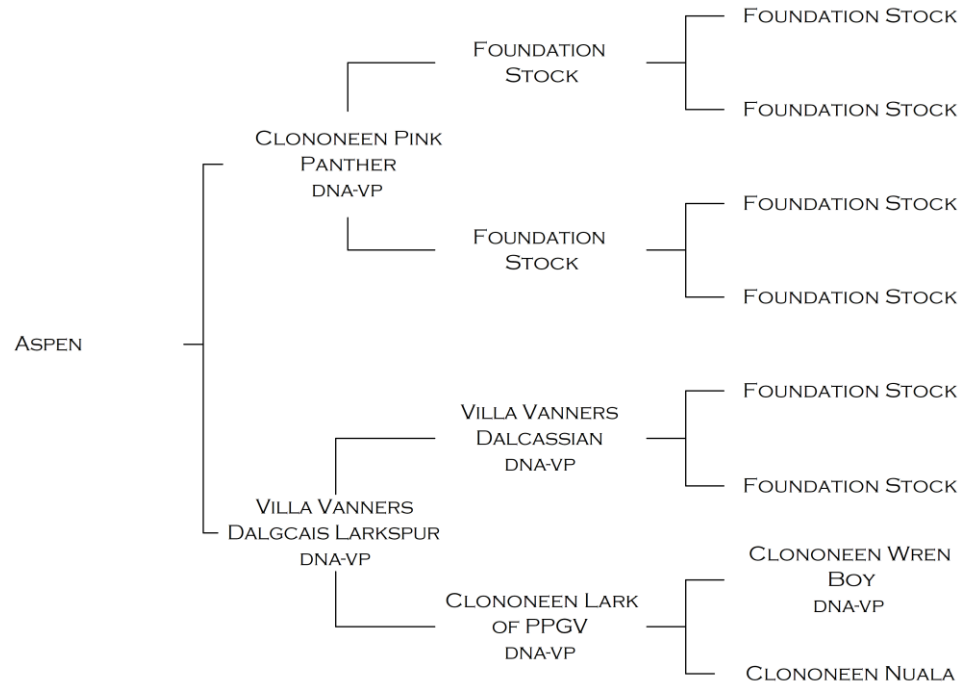 Foundation Stock
Foundation
Stock
Foundation Stock
Clononeen Pink
Panther
DNA-VP
Foundation Stock
Foundation
Stock
Foundation Stock
Aspen
Foundation Stock
Villa Vanners
Dalcassian
DNA-VP
Foundation Stock
Villa Vanners
Dalgcais Larkspur
DNA-VP
Clononeen Wren
Boy
DNA-VP
Clononeen Lark
of PPGV
DNA-VP
Clononeen Nuala